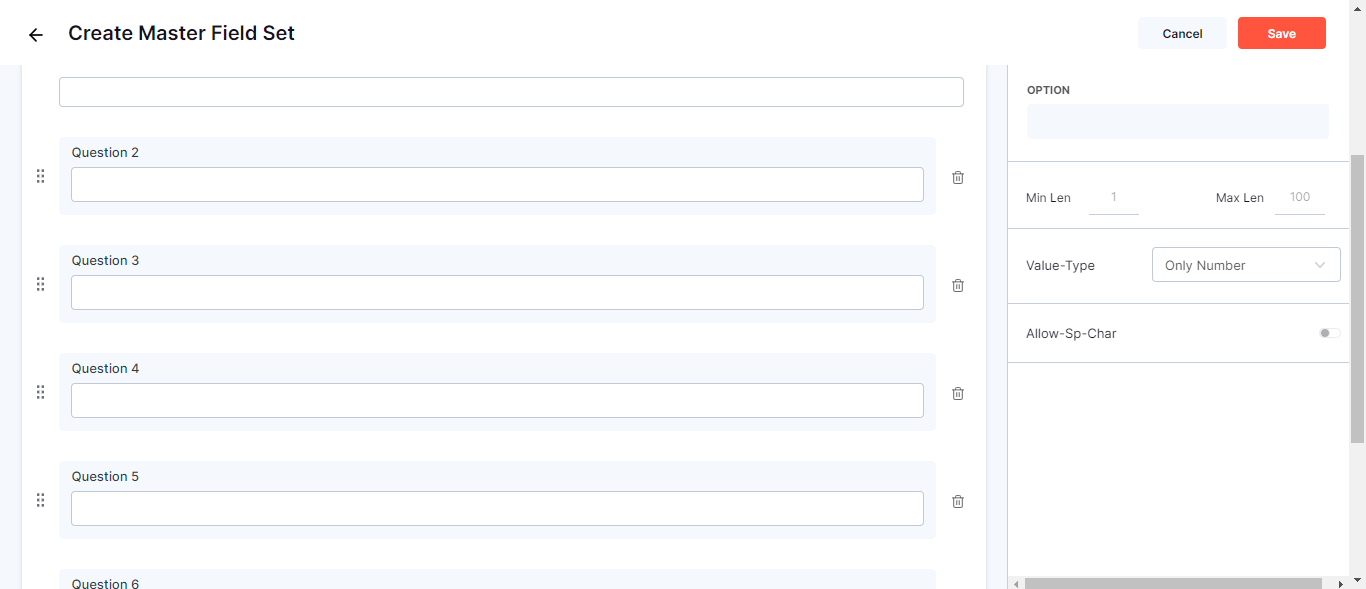 Create Master Field Set
Cancel
Save
Question 2
Question 3
Question 4
Question 5
Question 6
OPTION
Min Len 1 Max Len 100
Value-Type Only Number
Allow-Sp-Char